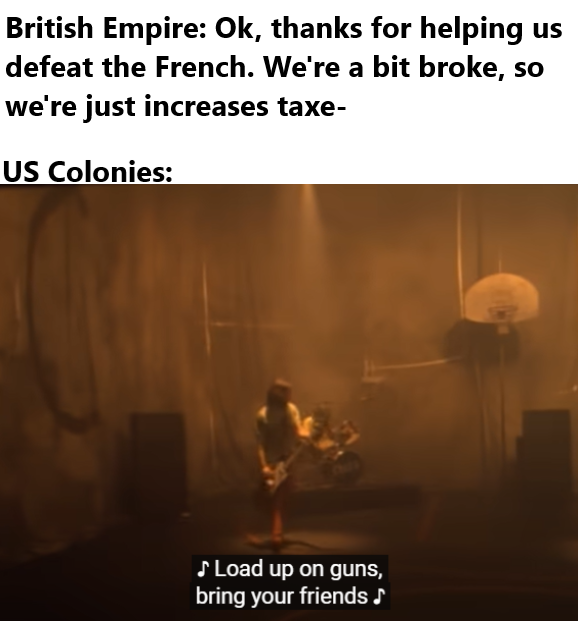 British Empire: Ok, thanks for helping us
defeat the French. We're a bit broke, so
we're just increases taxe-
US Colonies:
♪ Load up on guns,
bring your friends ♪